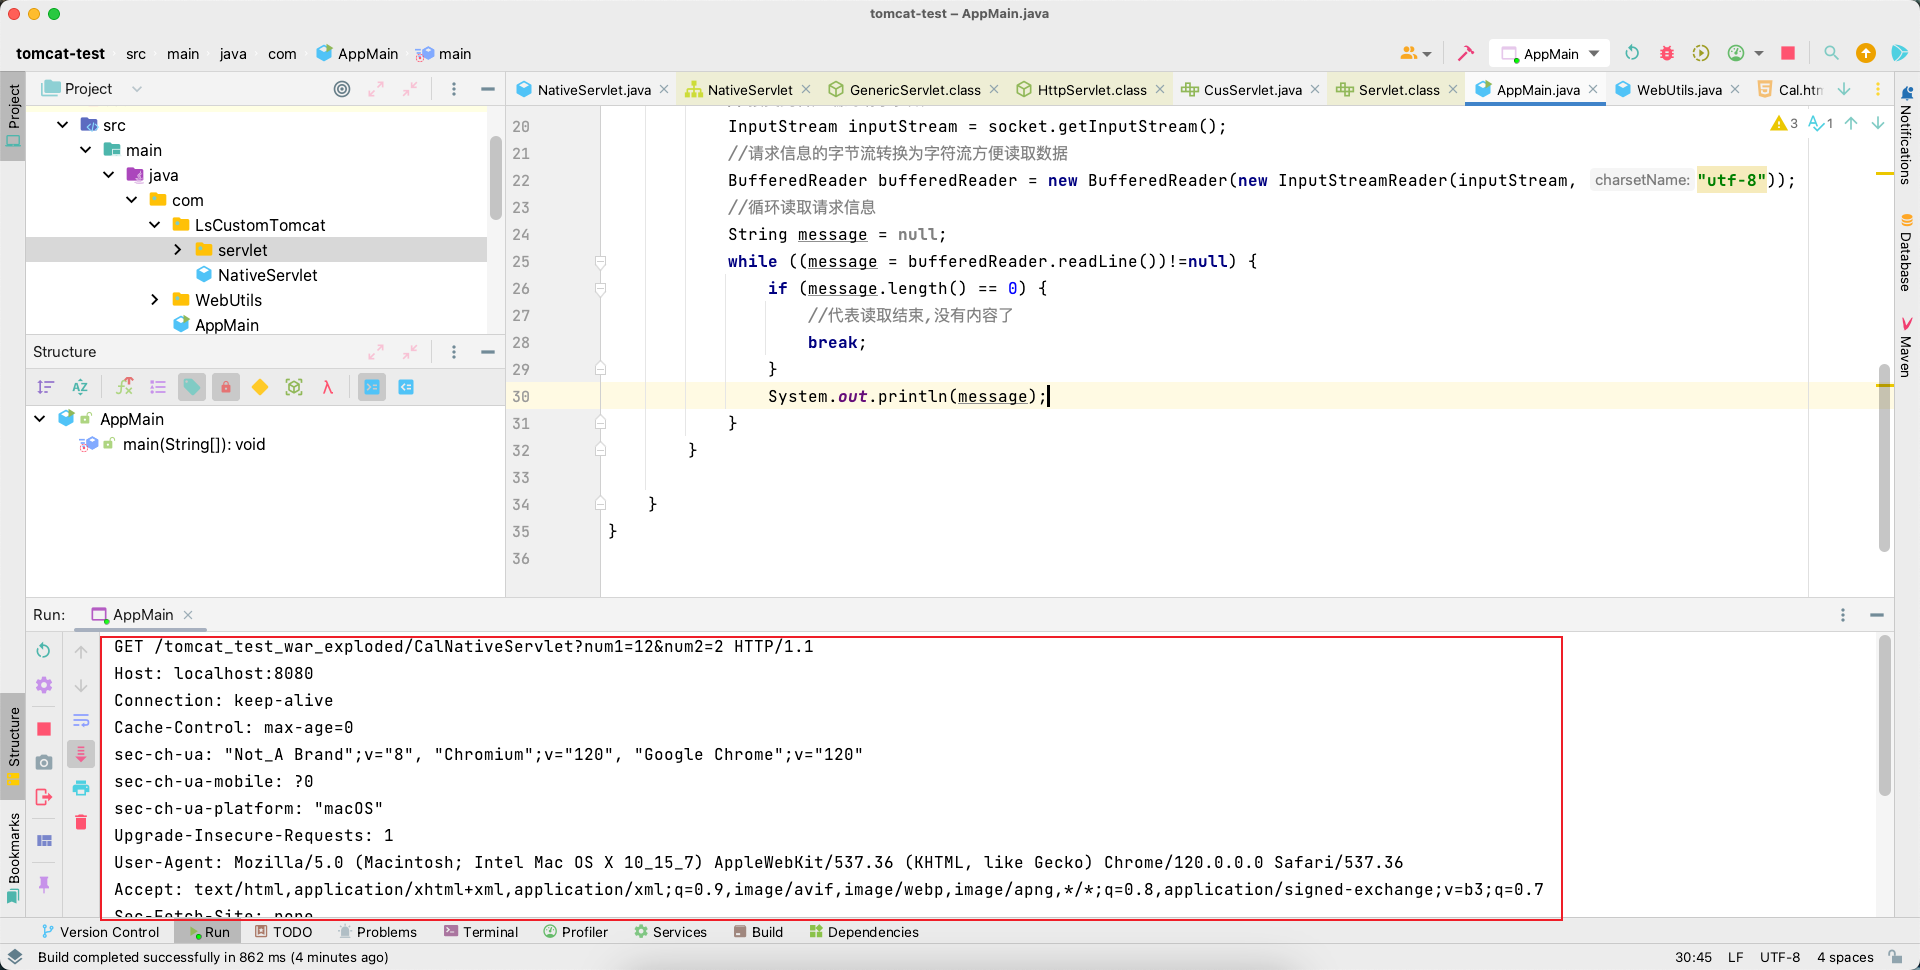 tomcat-test – AppMain.java
tomcat-test src main java com AppMain main
AppMain
Project
NativeServlet.java NativeServlet GenericServlet.class HttpServlet.class CusServlet.java Servlet.class AppMain.java WebUtils.java Cal.htm
Project
src
main
java
com
LsCustomTomcat
servlet
NativeServlet
WebUtils
AppMain
Structure
AppMain
main(String[]): void
3 1
20 InputStream inputStream = socket.getInputStream();
21 //请求信息的字节流转换为字符流方便读取数据
22 BufferedReader bufferedReader = new BufferedReader(new InputStreamReader(inputStream, charsetName: "utf-8"));
23 //循环读取请求信息
24 String message = null;
25 while ((message = bufferedReader.readLine())!=null) {
26 if (message.length() == 0) {
27 //代表读取结束,没有内容了
28 break;
29 }
30 System.out.println(message);
31 }
32 }
33
34 }
35 }
36
Notifications
Database
Maven
Structure
Bookmarks
Run: AppMain
GET /tomcat_test_war_exploded/CalNativeServlet?num1=12&num2=2 HTTP/1.1
Host: localhost:8080
Connection: keep-alive
Cache-Control: max-age=0
sec-ch-ua: "Not_A Brand";v="8", "Chromium";v="120", "Google Chrome";v="120"
sec-ch-ua-mobile: ?0
sec-ch-ua-platform: "macOS"
Upgrade-Insecure-Requests: 1
User-Agent: Mozilla/5.0 (Macintosh; Intel Mac OS X 10_15_7) AppleWebKit/537.36 (KHTML, like Gecko) Chrome/120.0.0.0 Safari/537.36
Accept: text/html,application/xhtml+xml,application/xml;q=0.9,image/avif,image/webp,image/apng,*/*;q=0.8,application/signed-exchange;v=b3;q=0.7
Sec-Fetch-Site: none
Version Control Run TODO Problems Terminal Profiler Services Build Dependencies
Build completed successfully in 862 ms (4 minutes ago)
30:45 LF UTF-8 4 spaces